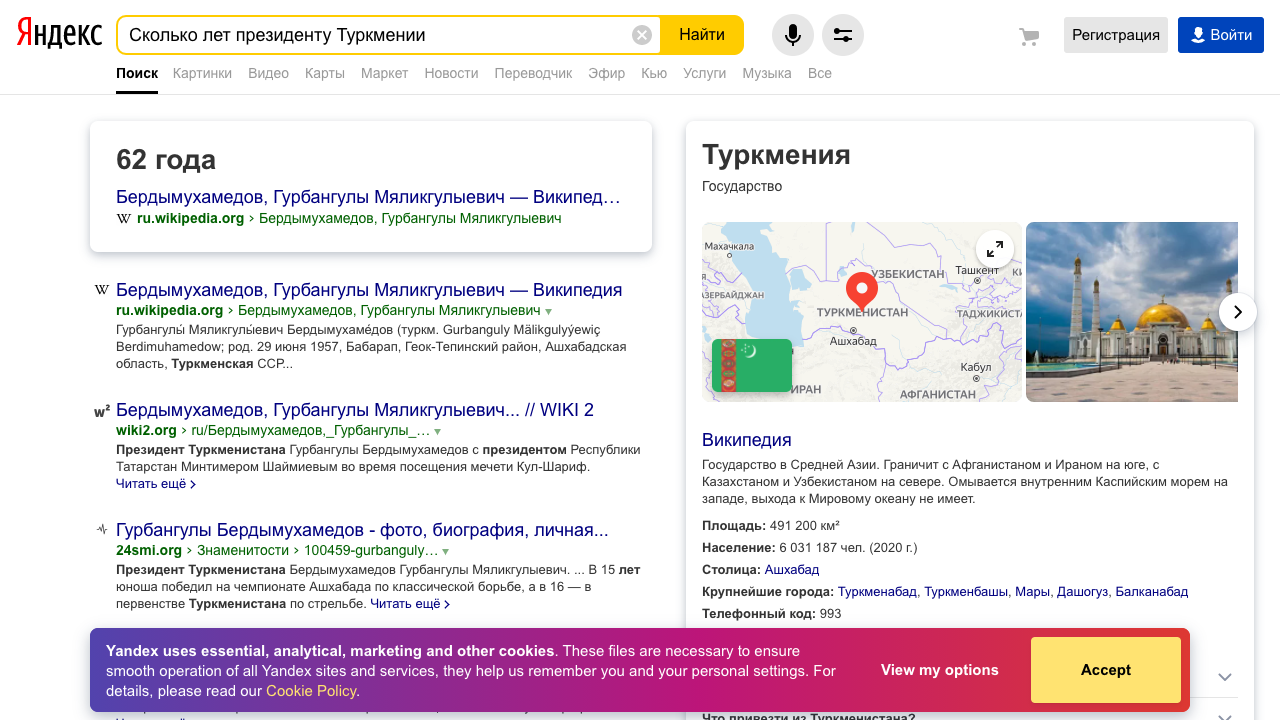 Яндекс
Сколько лет президенту Туркмении
Найти
Регистрация
Войти
Поиск Картинки Видео Карты Маркет Новости Переводчик Эфир Кью Услуги Музыка Все
62 года
Бердымухамедов, Гурбангулы Мяликгулыевич — Википед…
W ru.wikipedia.org › Бердымухамедов, Гурбангулы Мяликгулыевич
W Бердымухамедов, Гурбангулы Мяликгулыевич — Википедия
ru.wikipedia.org › Бердымухамедов, Гурбангулы Мяликгулыевич
Гурбангулы́ Мяликгулы́евич Бердымухаме́дов (туркм. Gurbanguly Mälikgulyýewiç
Berdimuhamedow; род. 29 июня 1957, Бабарап, Геок-Тепинский район, Ашхабадская
область, Туркменская ССР...
w² Бердымухамедов, Гурбангулы Мяликгулыевич... // WIKI 2
wiki2.org › ru/Бердымухамедов,_Гурбангулы_…
Президент Туркменистана Гурбангулы Бердымухамедов с президентом Республики
Татарстан Минтимером Шаймиевым во время посещения мечети Кул-Шариф.
Читать ещё ›
Гурбангулы Бердымухамедов - фото, биография, личная...
24smi.org › Знаменитости › 100459-gurbanguly…
Президент Туркменистана Бердымухамедов Гурбангулы Мяликгулыевич. ... В 15 лет
юноша победил на чемпионате Ашхабада по классической борьбе, а в 16 — в
первенстве Туркменистана по стрельбе. Читать ещё ›
Туркмения
Государство
Махачкала
УЗБЕКИСТАН
Ташкент
АЗЕРБАЙДЖАН
ТУРКМЕНИСТАН
ТАДЖИКИСТА
Ашхабад
Кабул
ИРАН
АФГАНИСТАН
Википедия
Государство в Средней Азии. Граничит с Афганистаном и Ираном на юге, с
Казахстаном и Узбекистаном на севере. Омывается внутренним Каспийским морем на
западе, выхода к Мировому океану не имеет.
Площадь: 491 200 км²
Население: 6 031 187 чел. (2020 г.)
Столица: Ашхабад
Крупнейшие города: Туркменабад, Туркменбашы, Мары, Дашогуз, Балканабад
Телефонный код: 993
Yandex uses essential, analytical, marketing and other cookies. These files are necessary to ensure
smooth operation of all Yandex sites and services, they help us remember you and your personal settings. For
details, please read our Cookie Policy.
View my options
Accept
Что привезти из Туркменистана?